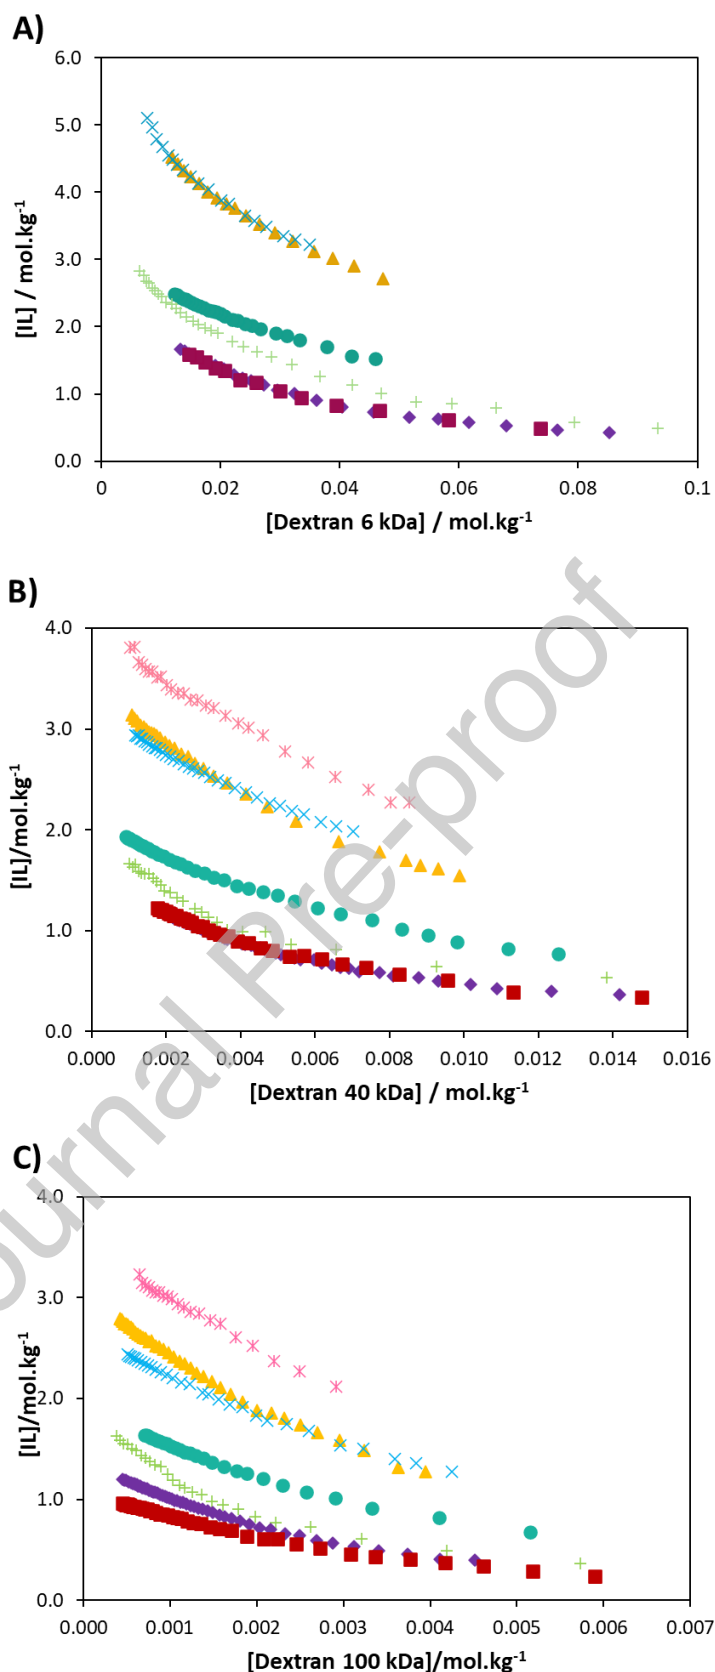 A)
6.0
5.0
4.0
3.0
2.0
1.0
0.0
[IL] / mol.kg⁻¹
0 0.02 0.04 0.06 0.08 0.1
[Dextran 6 kDa] / mol.kg⁻¹
B)
4.0
3.0
2.0
1.0
0.0
[IL]/mol.kg⁻¹
0.000 0.002 0.004 0.006 0.008 0.010 0.012 0.014 0.016
[Dextran 40 kDa] / mol.kg⁻¹
C)
4.0
3.0
2.0
1.0
0.0
[IL]/mol.kg⁻¹
0.000 0.001 0.002 0.003 0.004 0.005 0.006 0.007
[Dextran 100 kDa]/mol.kg⁻¹
ournal Pre-proof